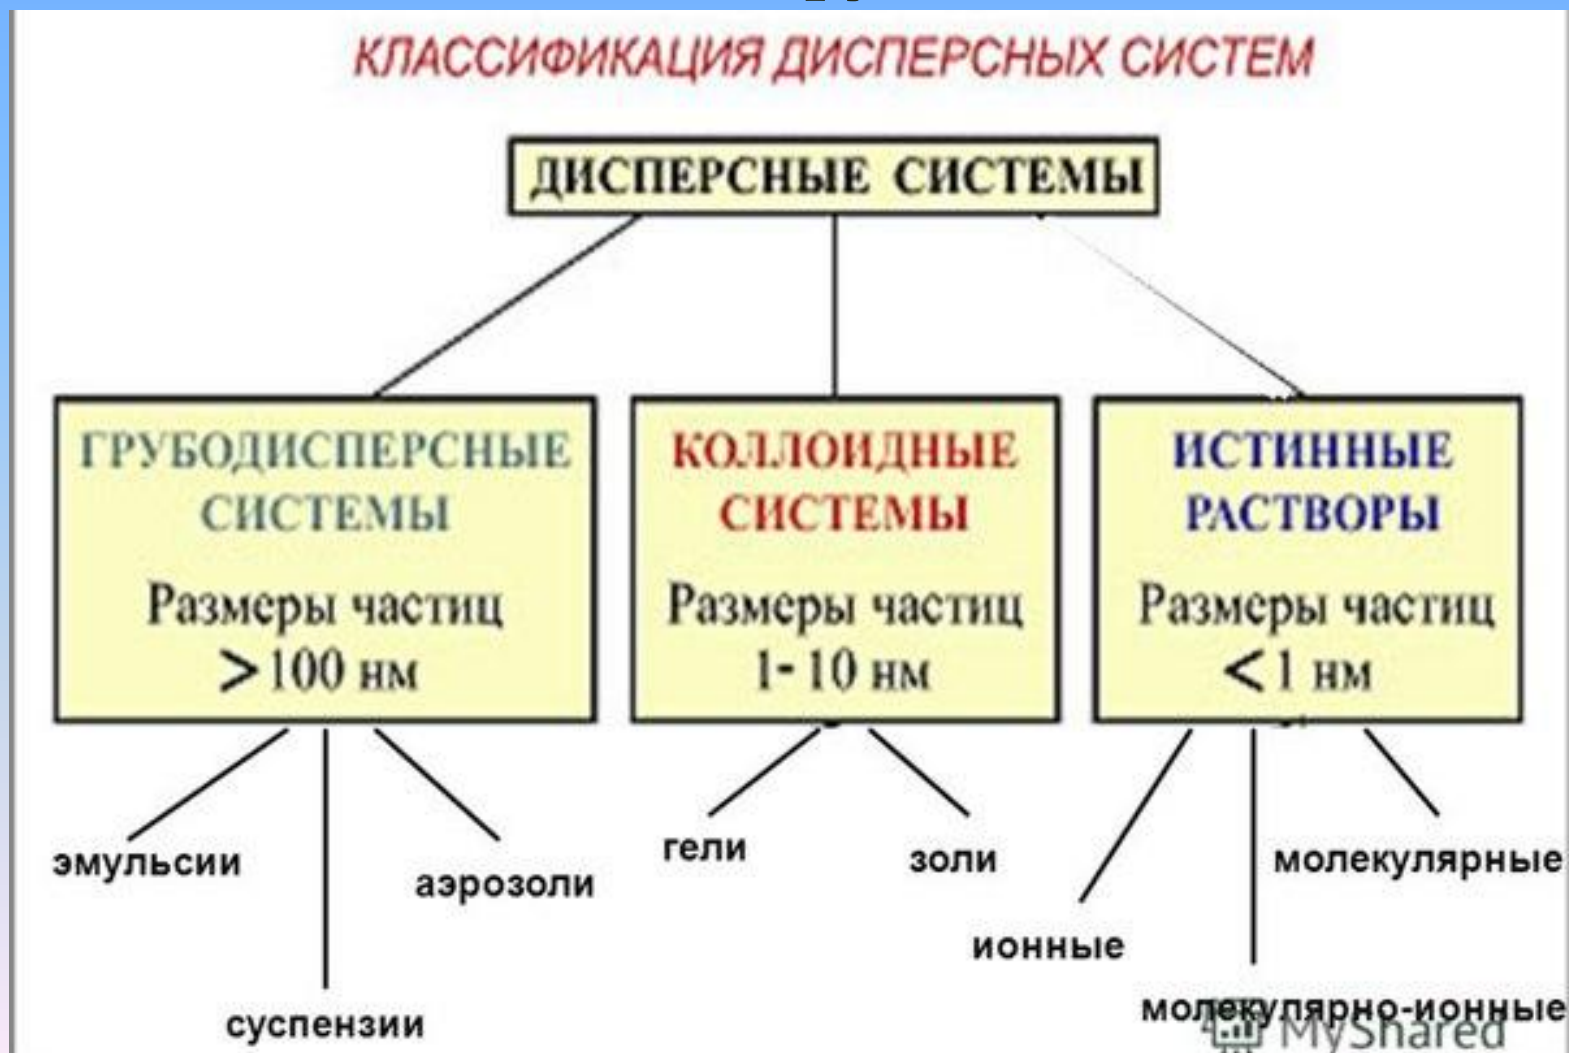 КЛАССИФИКАЦИЯ ДИСПЕРСНЫХ СИСТЕМ
ДИСПЕРСНЫЕ СИСТЕМЫ
ГРУБОДИСПЕРСНЫЕ
СИСТЕМЫ
Размеры частиц
>100 нм
КОЛЛОИДНЫЕ
СИСТЕМЫ
Размеры частиц
1-10 нм
ИСТИННЫЕ
РАСТВОРЫ
Размеры частиц
<1 нм
эмульсии
аэрозоли
суспензии
гели
золи
ионные
молекулярные
молекулярно-ионные
MyShared